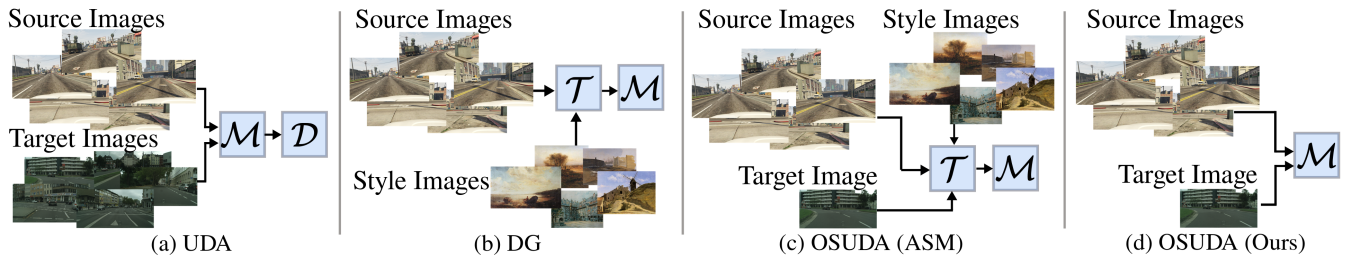 Source Images
Target Images
M
D
(a) UDA
Source Images
T
M
Style Images
(b) DG
Source Images
Style Images
T
M
Target Image
(c) OSUDA (ASM)
Source Images
M
Target Image
(d) OSUDA (Ours)